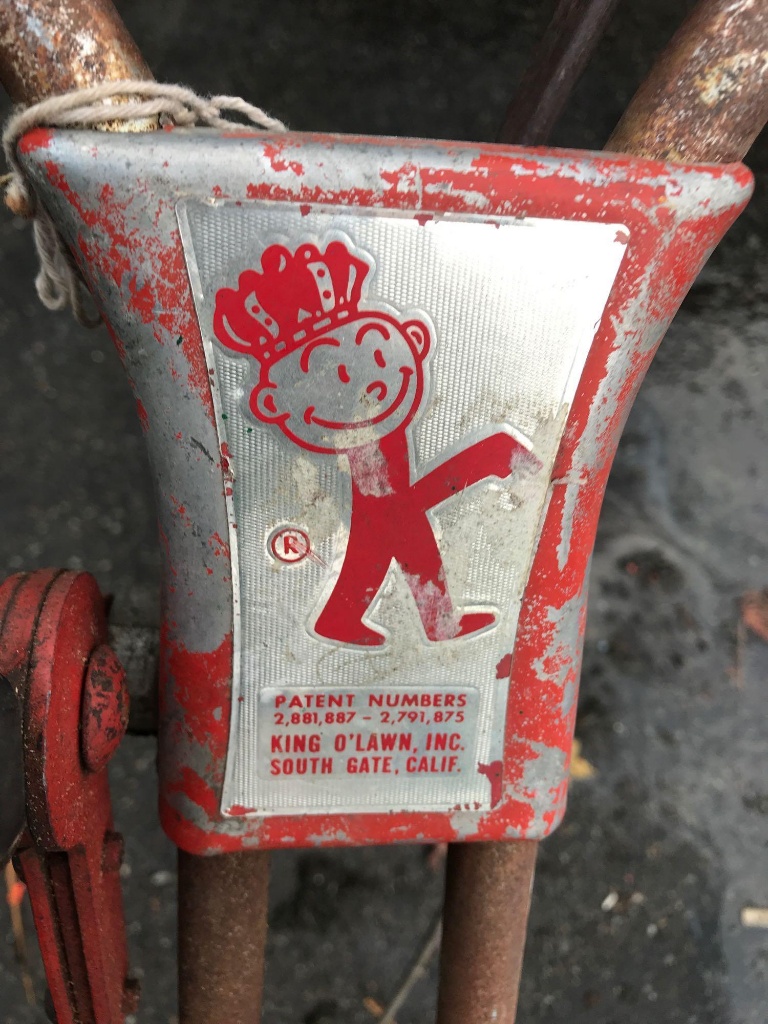 ®
PATENT NUMBERS
2,881,887 - 2,791,875
KING O'LAWN, INC.
SOUTH GATE, CALIF.